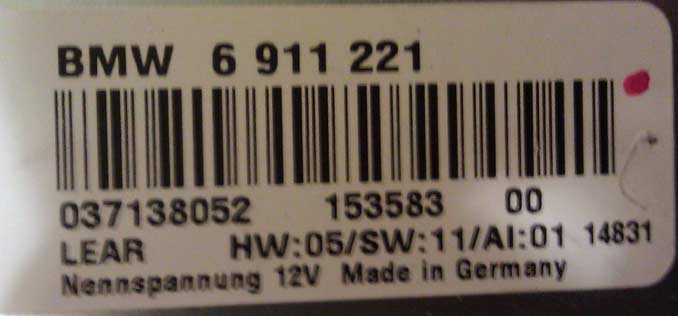 BMW 6 911 221
037138052 153583 00
LEAR HW:05/SW:11/AI:01 14831
Nennspannung 12V Made in Germany